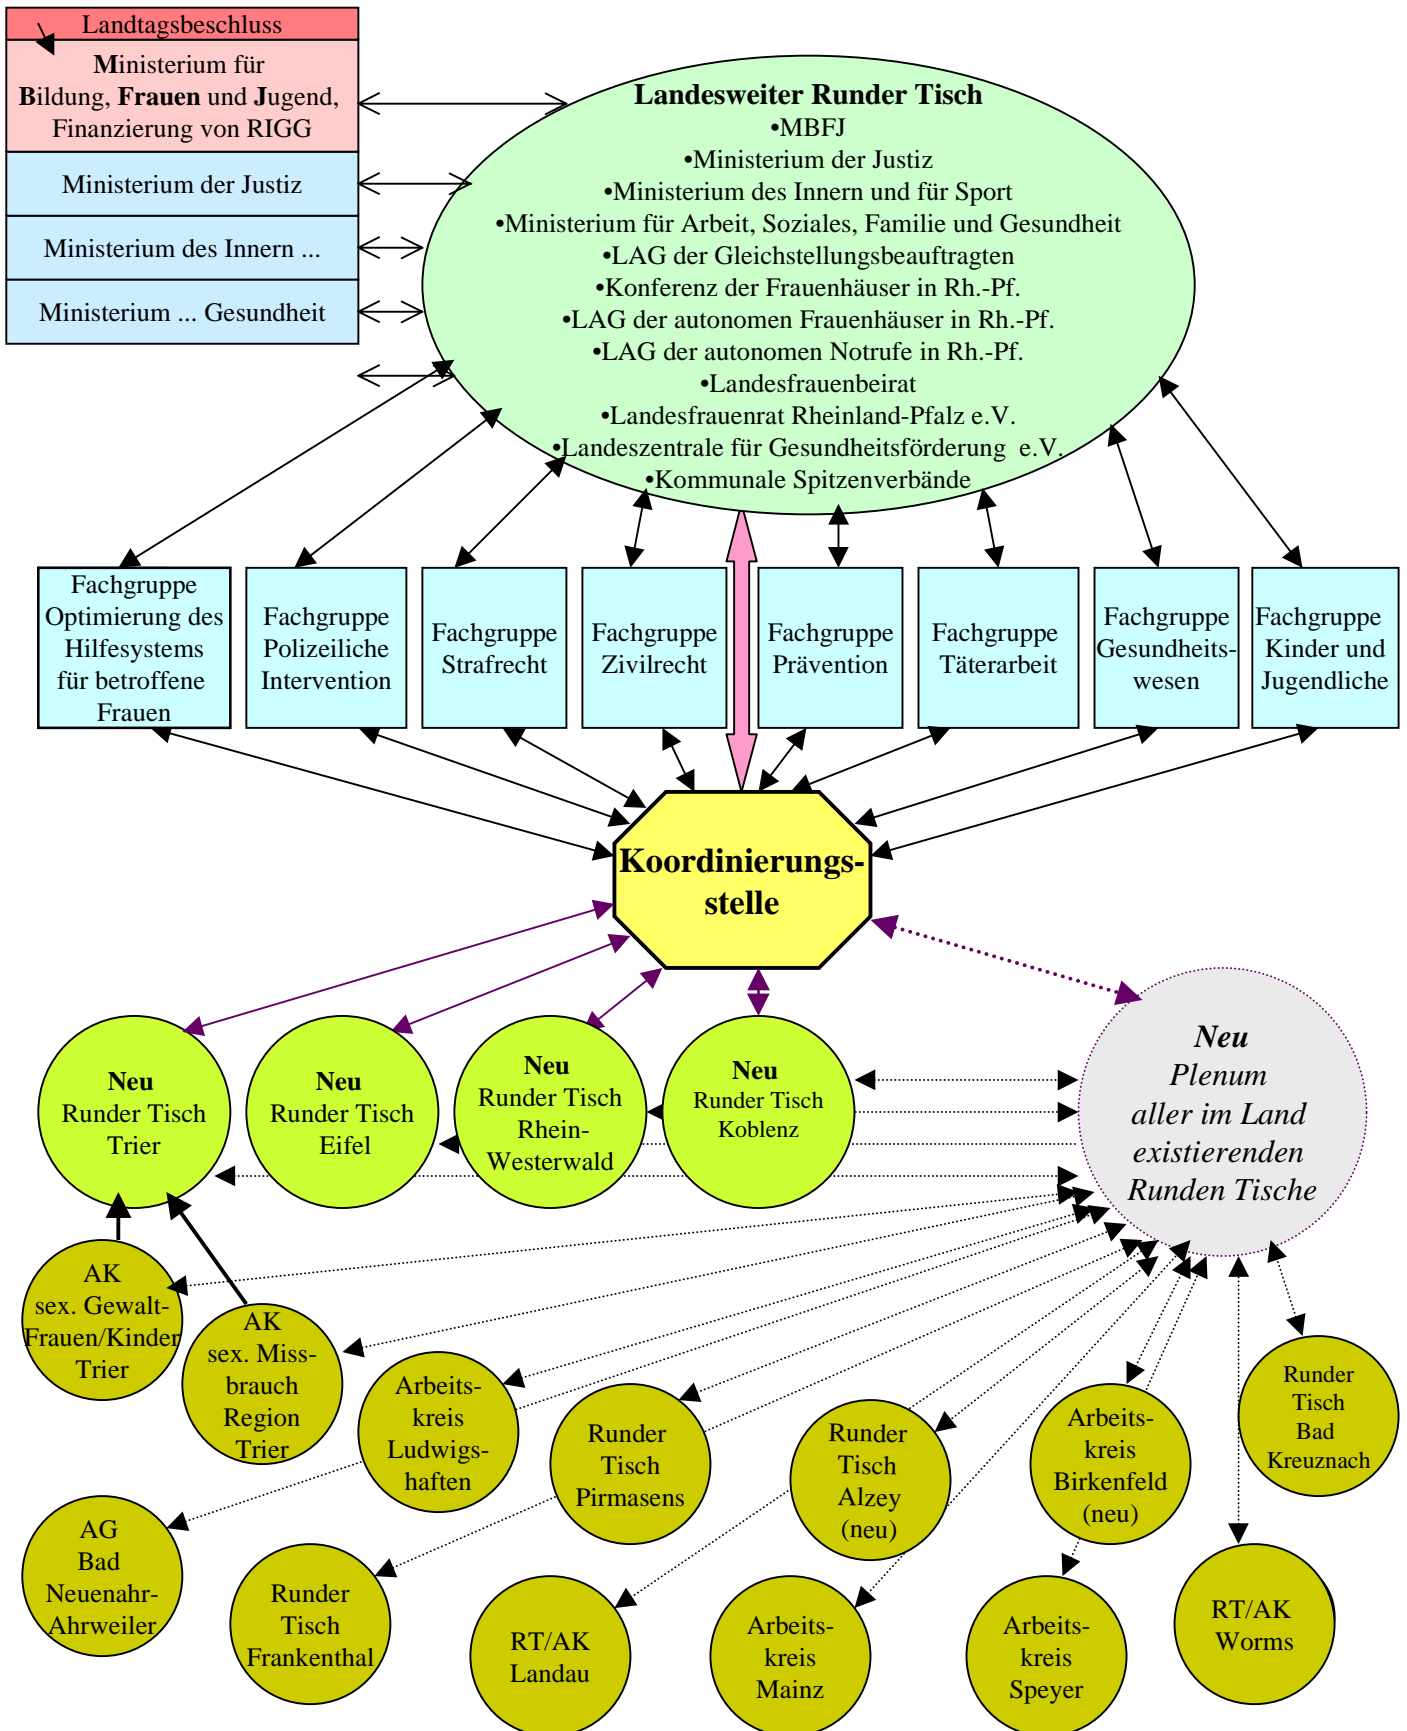 Landtagsbeschluss
Ministerium für
Bildung, Frauen und Jugend,
Finanzierung von RIGG
Ministerium der Justiz
Ministerium des Innern ...
Ministerium ... Gesundheit
Landesweiter Runder Tisch
•MBFJ
•Ministerium der Justiz
•Ministerium des Innern und für Sport
•Ministerium für Arbeit, Soziales, Familie und Gesundheit
•LAG der Gleichstellungsbeauftragten
•Konferenz der Frauenhäuser in Rh.-Pf.
•LAG der autonomen Frauenhäuser in Rh.-Pf.
•LAG der autonomen Notrufe in Rh.-Pf.
•Landesfrauenbeirat
•Landesfrauenrat Rheinland-Pfalz e.V.
•Landeszentrale für Gesundheitsförderung e.V.
•Kommunale Spitzenverbände
Fachgruppe
Optimierung des
Hilfesystems
für betroffene
Frauen
Fachgruppe
Polizeiliche
Intervention
Fachgruppe
Strafrecht
Fachgruppe
Zivilrecht
Fachgruppe
Prävention
Fachgruppe
Täterarbeit
Fachgruppe
Gesundheits-
wesen
Fachgruppe
Kinder und
Jugendliche
Koordinierungs-
stelle
Neu
Runder Tisch
Trier
Neu
Runder Tisch
Eifel
Neu
Runder Tisch
Rhein-
Westerwald
Neu
Runder Tisch
Koblenz
Neu
Plenum
aller im Land
existierenden
Runden Tische
AK
sex. Gewalt-
Frauen/Kinder
Trier
AK
sex. Miss-
brauch
Region
Trier
Arbeits-
kreis
Ludwigs-
haften
Runder
Tisch
Pirmasens
Runder
Tisch
Alzey
(neu)
Arbeits-
kreis
Birkenfeld
(neu)
Runder
Tisch
Bad
Kreuznach
AG
Bad
Neuenahr-
Ahrweiler
Runder
Tisch
Frankenthal
RT/AK
Landau
Arbeits-
kreis
Mainz
Arbeits-
kreis
Speyer
RT/AK
Worms